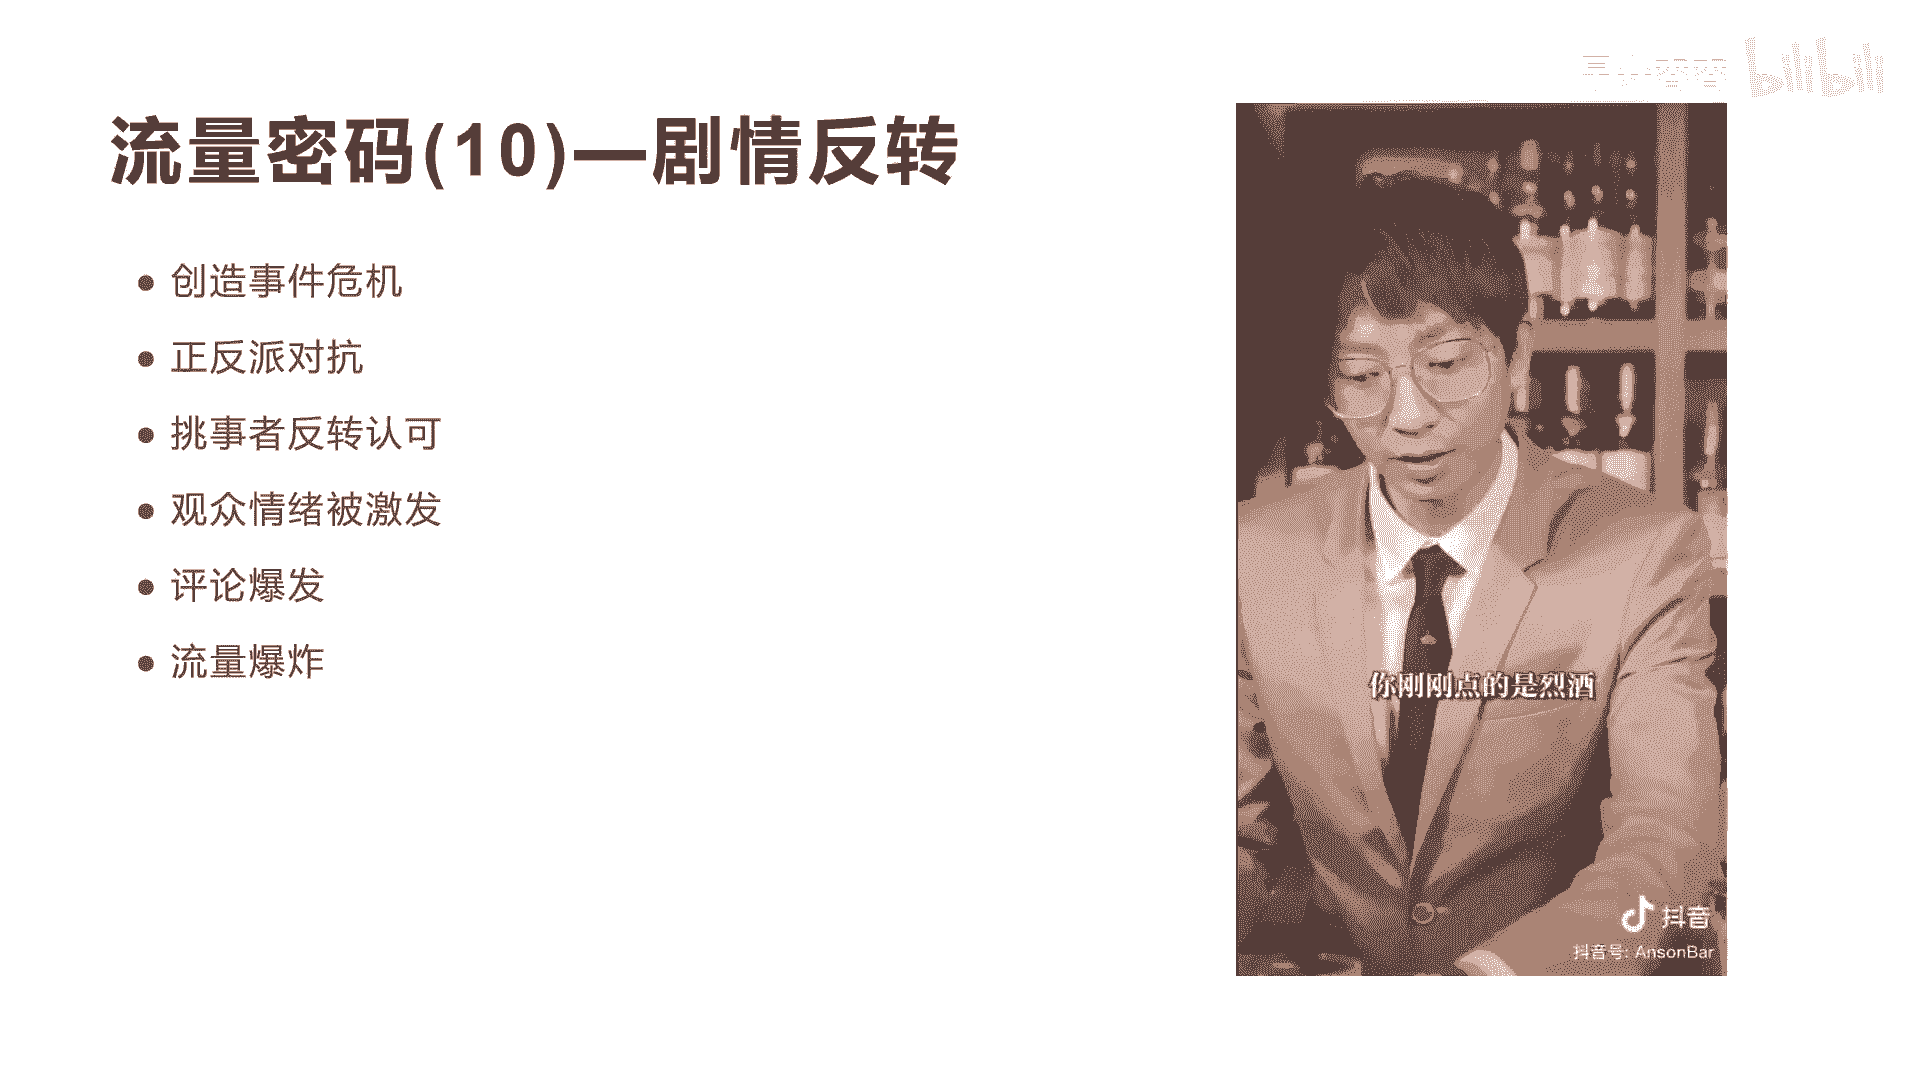 bilibili
流量密码(10)—剧情反转
创造事件危机
正反派对抗
挑事者反转认可
观众情绪被激发
评论爆发
流量爆炸
你刚刚点的是烈酒
抖音
抖音号: AnsonBar